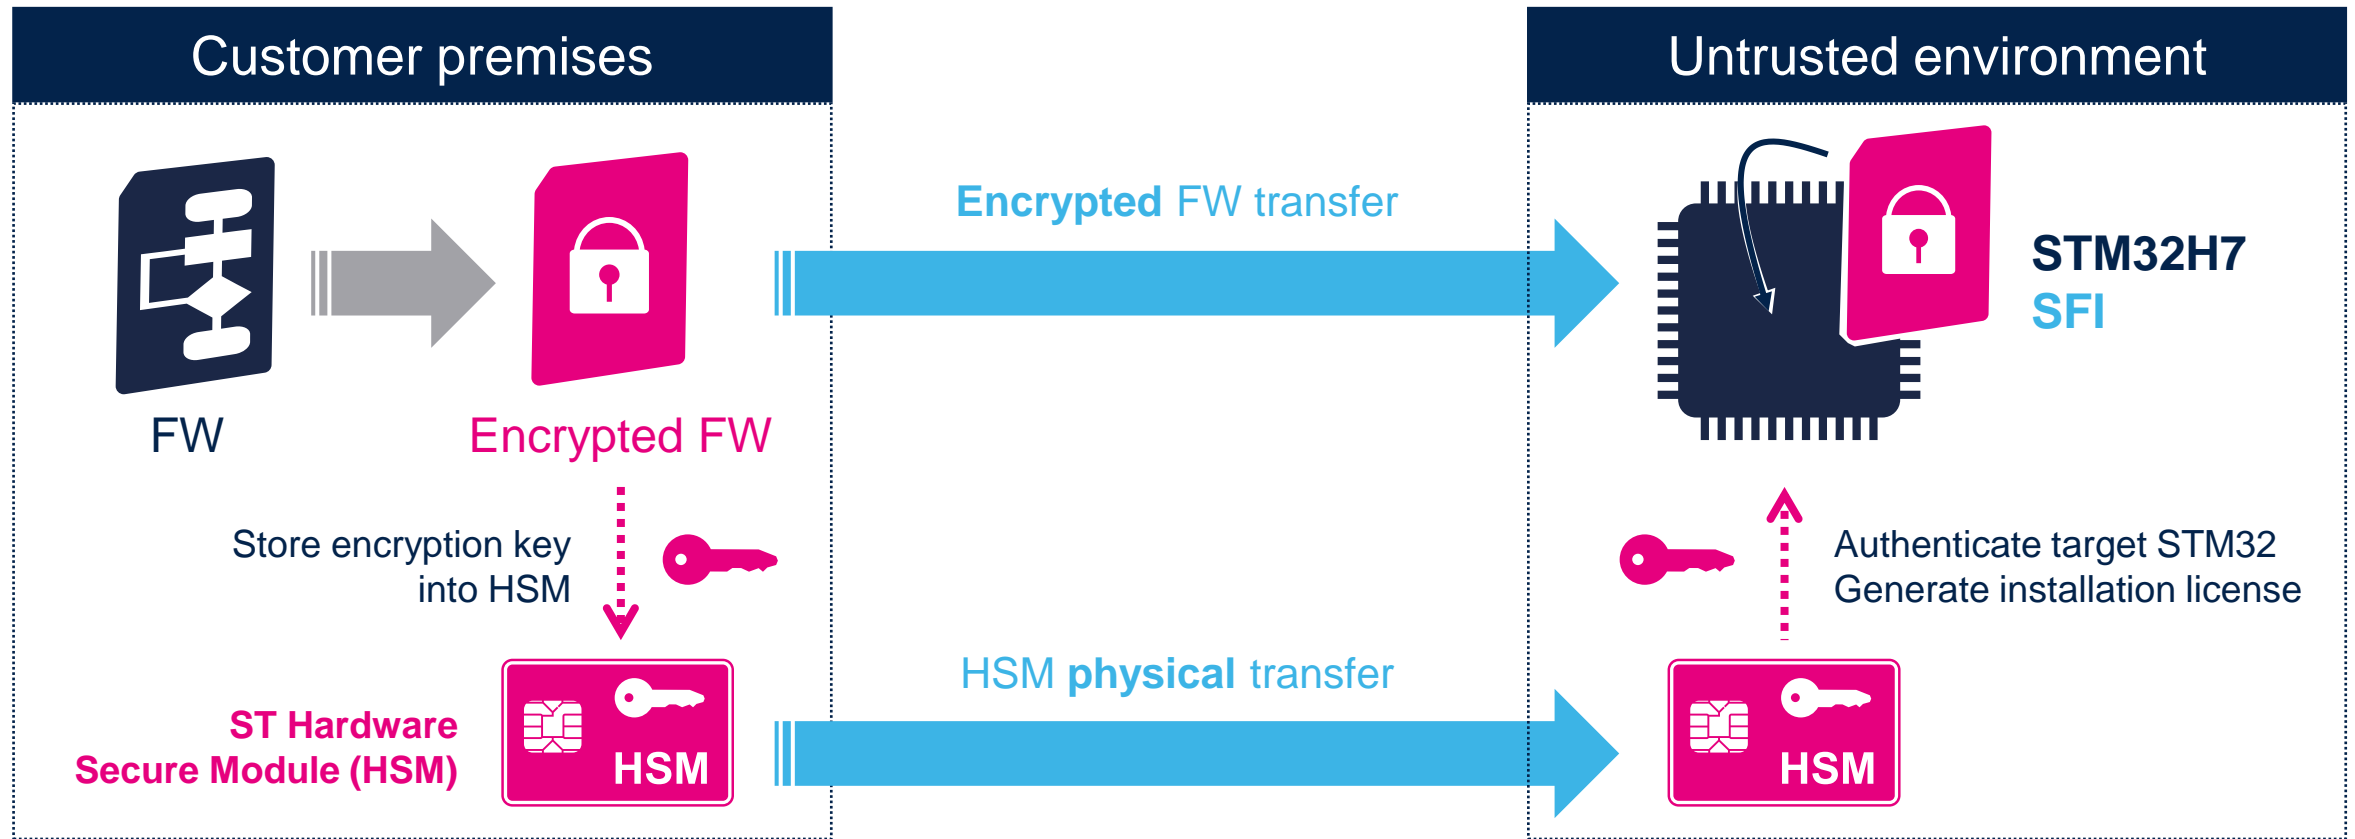 Customer premises
Untrusted environment
Encrypted FW transfer
STM32H7
SFI
FW
Encrypted FW
Store encryption key
into HSM
Authenticate target STM32
Generate installation license
HSM physical transfer
ST Hardware
Secure Module (HSM)
HSM
HSM